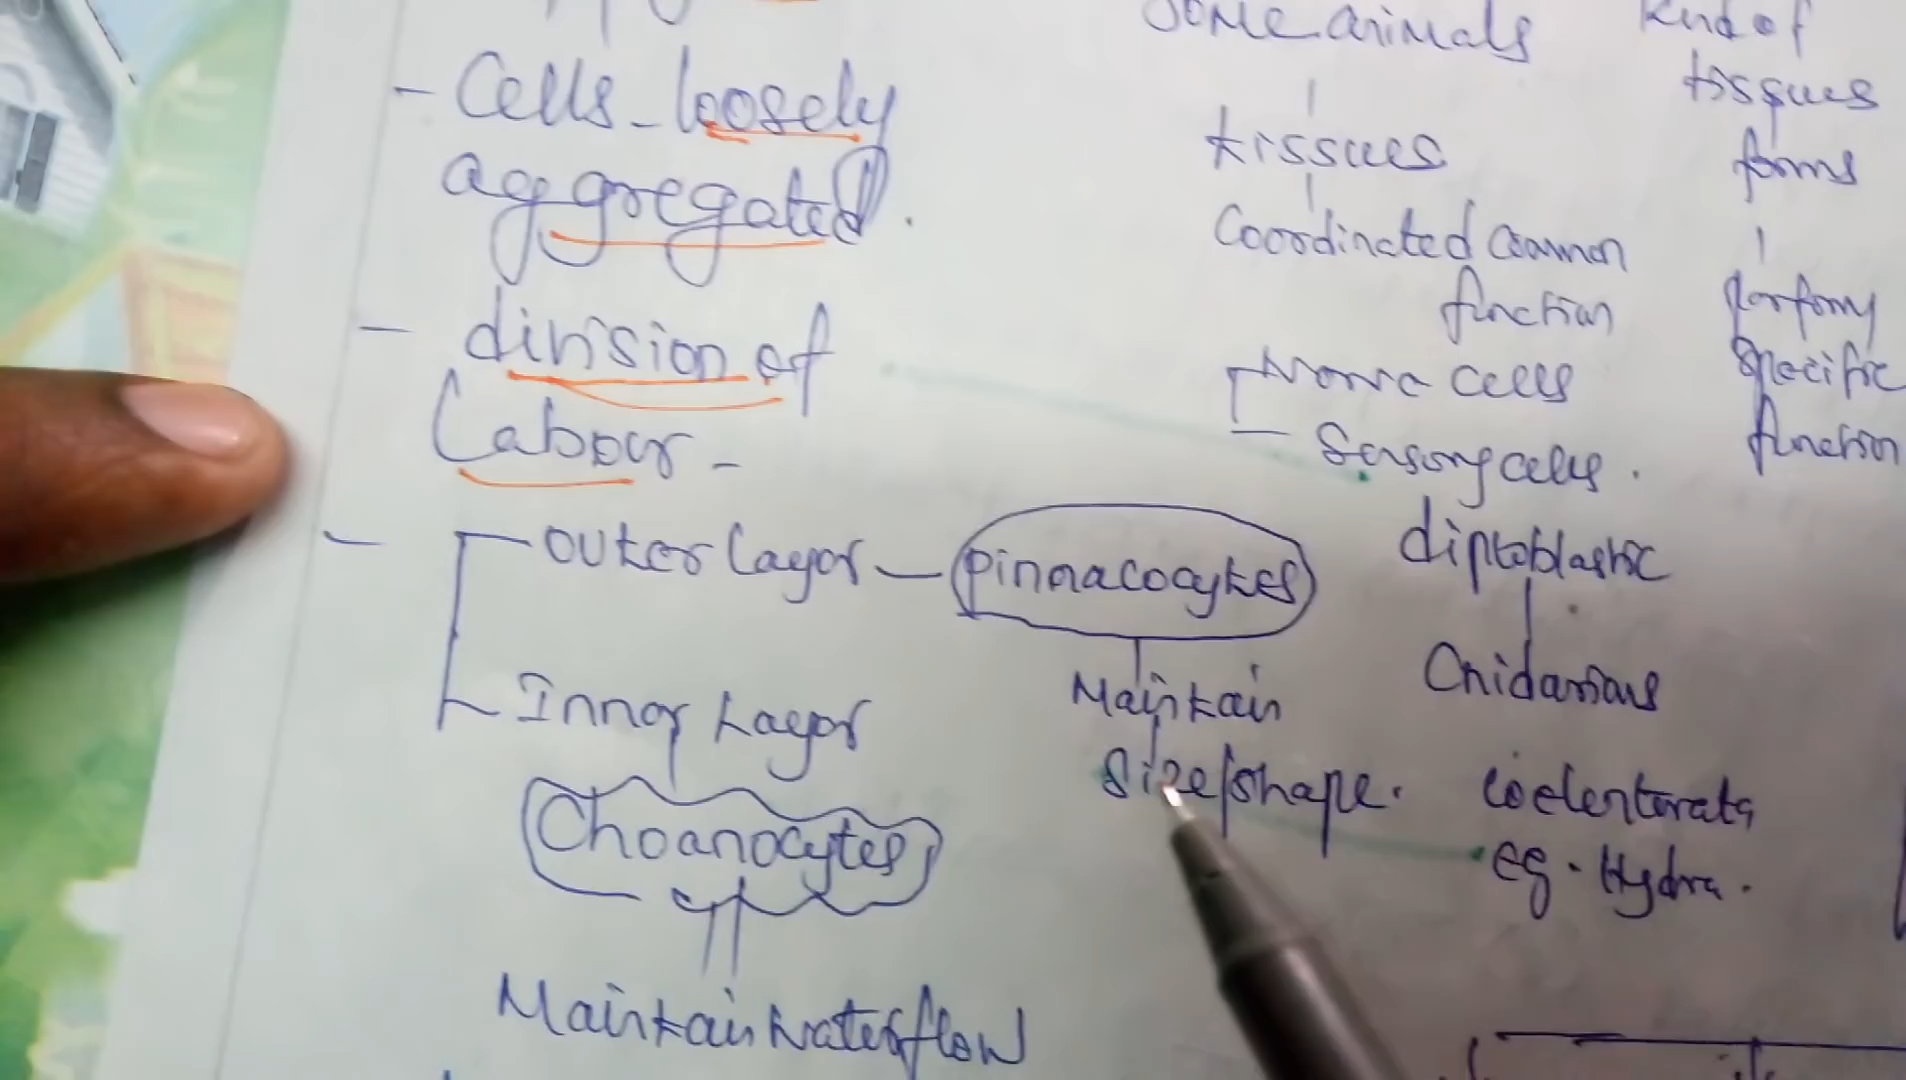 - Cells - loosely
aggregated.
- division of
Labour -
- outer layer - pinnacocytes
Maintain
size/shape.
Inner Layer
Choanocytes
Maintain waterflow
Some animals
tissues
Coordinated Common
function
Nerve cells
Sensory cells.
diploblastic
Cnidarians
Coelenterata
eg. Hydra.
Kind of
tissues
forms
perform
specific
function